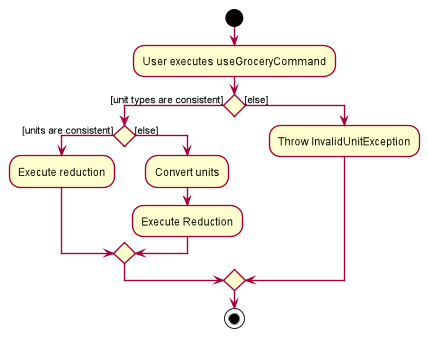 User executes useGroceryCommand
[unit types are consistent]
[else]
[units are consistent]
[else]
Throw InvalidUnitException
Execute reduction
Convert units
Execute Reduction